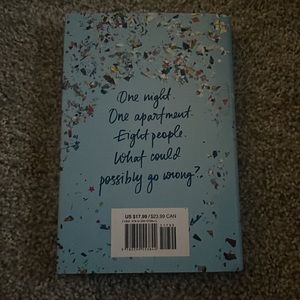 One night.
One apartment.
Eight people.
What could
possibly go wrong?
US $17.99 / $23.99 CAN